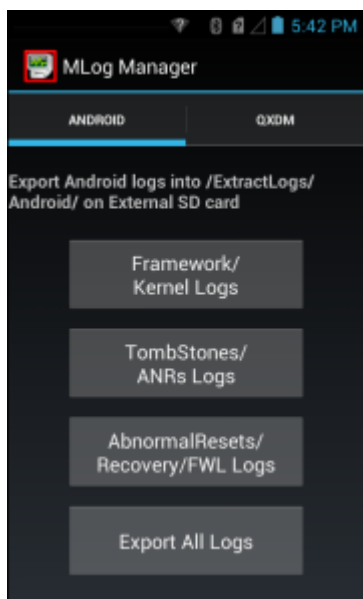 5:42 PM
MLog Manager
ANDROID QXDM
Export Android logs into /ExtractLogs/
Android/ on External SD card
Framework/
Kernel Logs
TombStones/
ANRs Logs
AbnormalResets/
Recovery/FWL Logs
Export All Logs